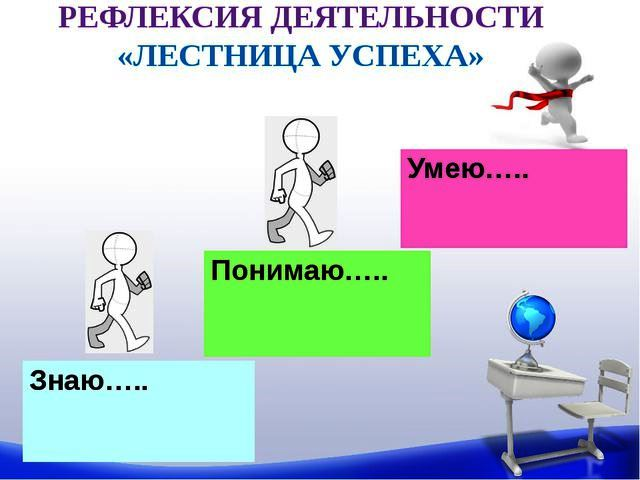 РЕФЛЕКСИЯ ДЕЯТЕЛЬНОСТИ
«ЛЕСТНИЦА УСПЕХА»
Умею…..
Понимаю…..
Знаю…..